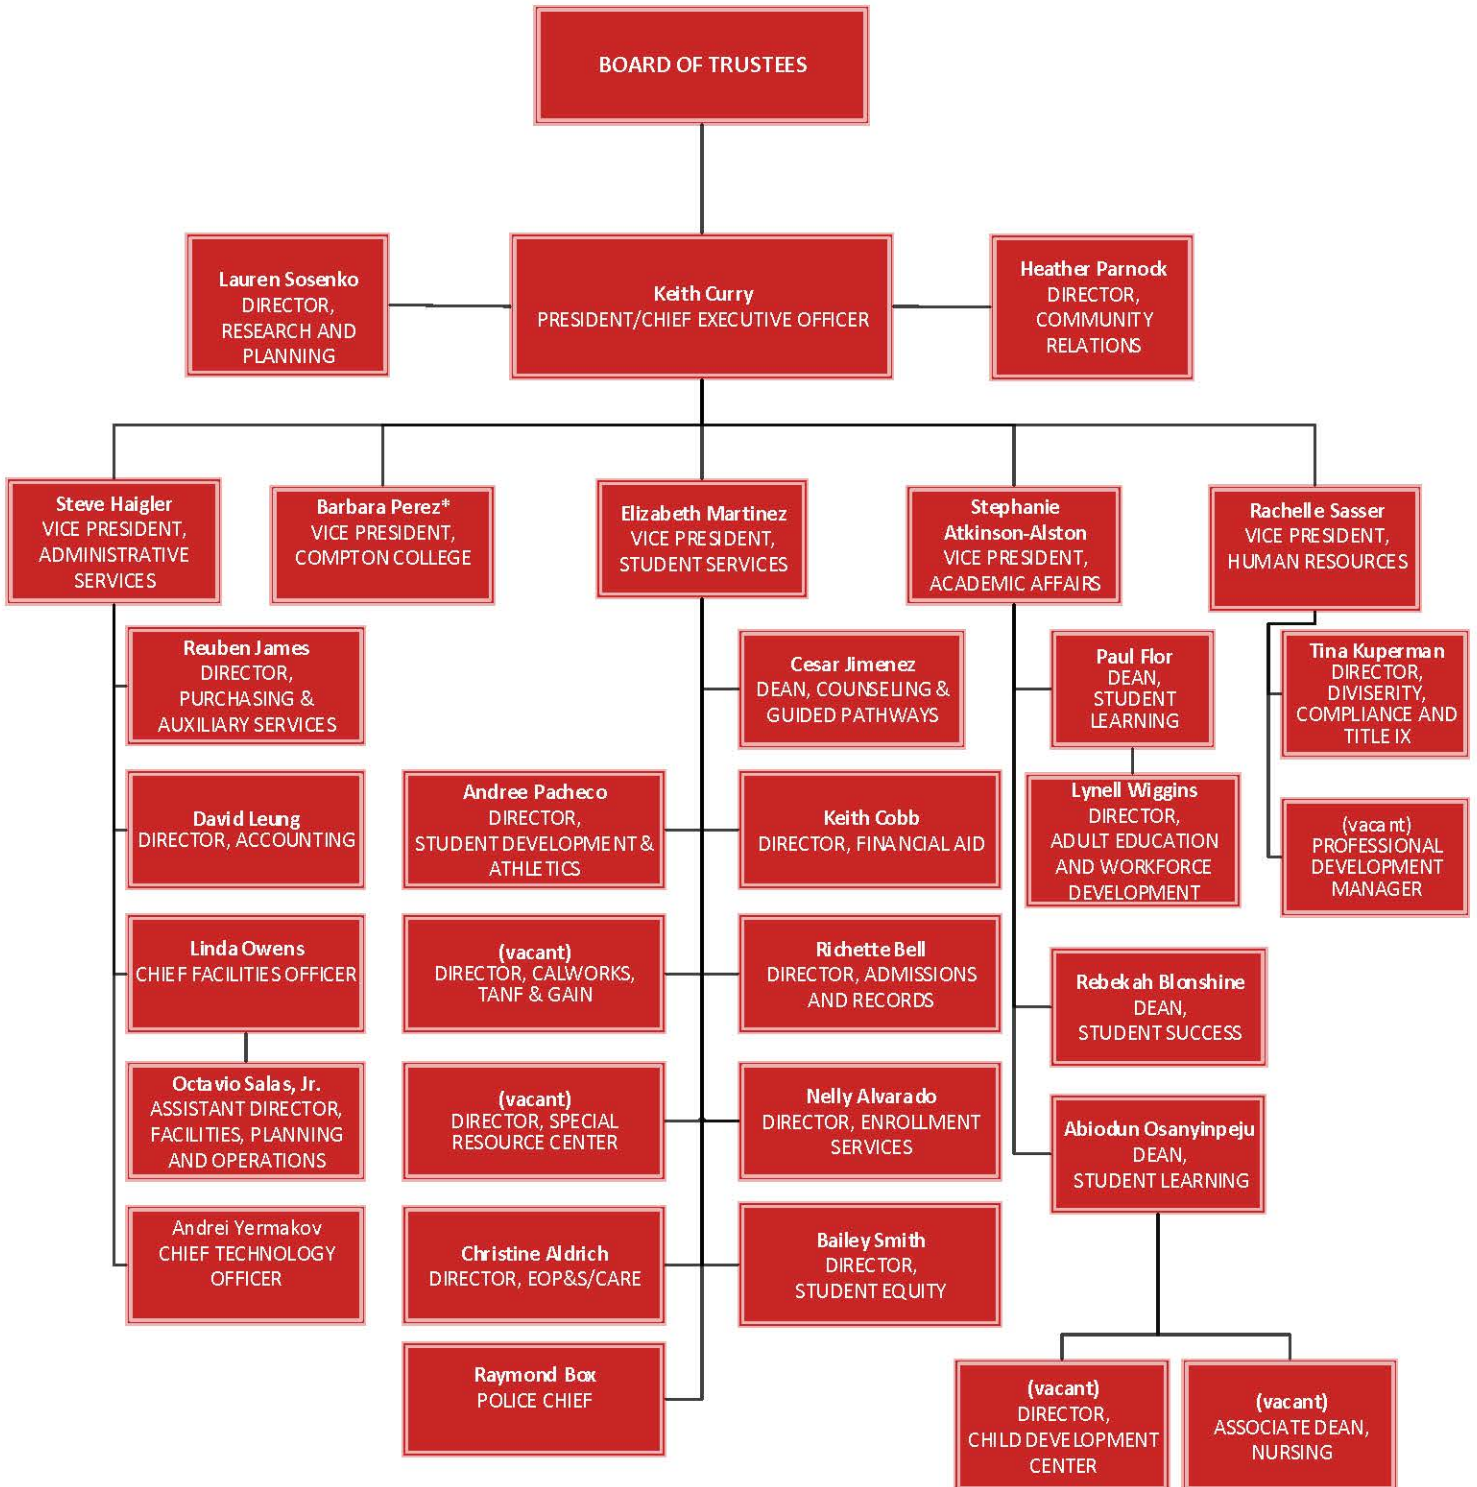 BOARD OF TRUSTEES
Lauren Sosenko
DIRECTOR,
RESEARCH AND
PLANNING
Keith Curry
PRESIDENT/CHIEF EXECUTIVE OFFICER
Heather Parnock
DIRECTOR,
COMMUNITY
RELATIONS
Steve Haigler
VICE PRESIDENT,
ADMINISTRATIVE
SERVICES
Barbara Perez*
VICE PRESIDENT,
COMPTON COLLEGE
Elizabeth Martinez
VICE PRESIDENT,
STUDENT SERVICES
Stephanie
Atkinson-Alston
VICE PRESIDENT,
ACADEMIC AFFAIRS
Rachelle Sasser
VICE PRESIDENT,
HUMAN RESOURCES
Reuben James
DIRECTOR,
PURCHASING &
AUXILIARY SERVICES
David Leung
DIRECTOR, ACCOUNTING
Linda Owens
CHIEF FACILITIES OFFICER
Octavio Salas, Jr.
ASSISTANT DIRECTOR,
FACILITIES, PLANNING
AND OPERATIONS
Andrei Yermakov
CHIEF TECHNOLOGY
OFFICER
Cesar Jimenez
DEAN, COUNSELING &
GUIDED PATHWAYS
Andree Pacheco
DIRECTOR,
STUDENT DEVELOPMENT &
ATHLETICS
Keith Cobb
DIRECTOR, FINANCIAL AID
(vacant)
DIRECTOR, CALWORKS,
TANF & GAIN
Richette Bell
DIRECTOR, ADMISSIONS
AND RECORDS
(vacant)
DIRECTOR, SPECIAL
RESOURCE CENTER
Nelly Alvarado
DIRECTOR, ENROLLMENT
SERVICES
Christine Aldrich
DIRECTOR, EOP&S/CARE
Bailey Smith
DIRECTOR,
STUDENT EQUITY
Raymond Box
POLICE CHIEF
Paul Flor
DEAN,
STUDENT
LEARNING
Lynell Wiggins
DIRECTOR,
ADULT EDUCATION
AND WORKFORCE
DEVELOPMENT
Rebekah Blonshine
DEAN,
STUDENT SUCCESS
Abiodun Osanyinpeju
DEAN,
STUDENT LEARNING
(vacant)
DIRECTOR,
CHILD DEVELOPMENT
CENTER
(vacant)
ASSOCIATE DEAN,
NURSING
Tina Kuperman
DIRECTOR,
DIVISERITY,
COMPLIANCE AND
TITLE IX
(vacant)
PROFESSIONAL
DEVELOPMENT
MANAGER